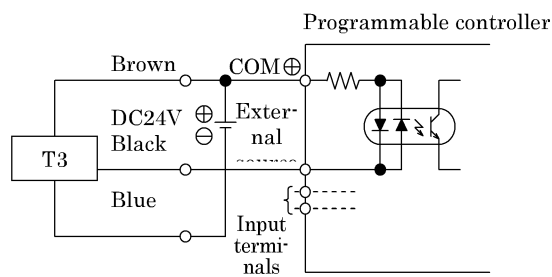 Programmable controller
Brown
COM⊕
DC24V
⊕
⊖
Exter-
nal
Black
T3
Blue
Input
termi-
nals